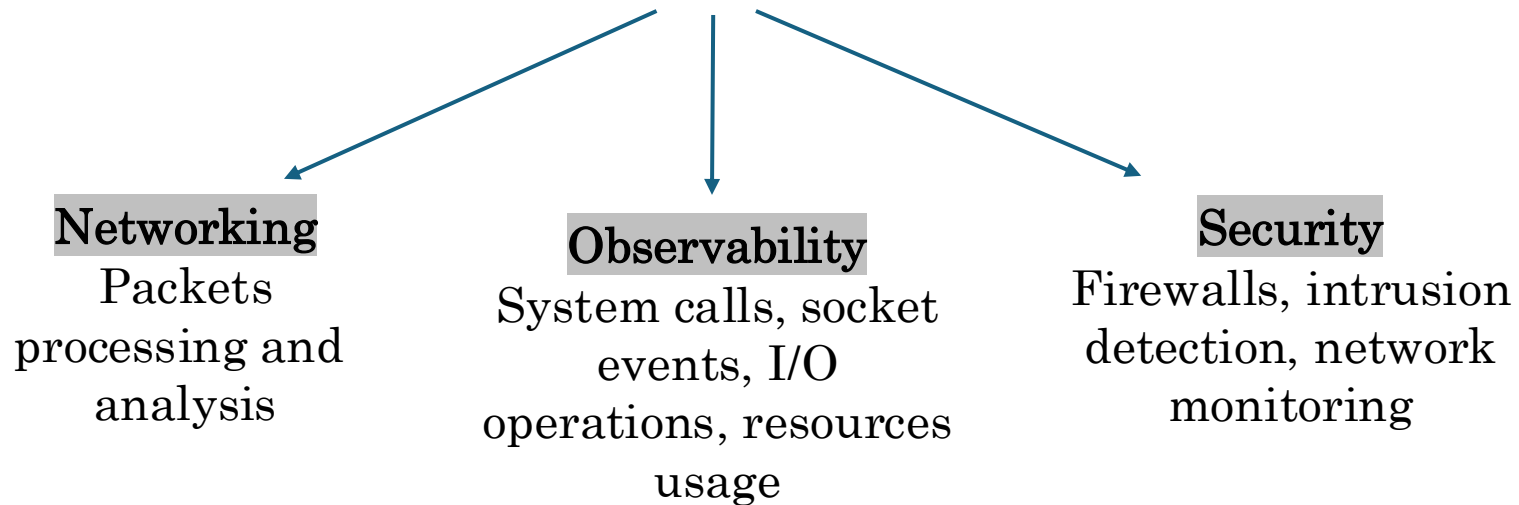 Networking
Packets
processing and
analysis
Observability
System calls, socket
events, I/O
operations, resources
usage
Security
Firewalls, intrusion
detection, network
monitoring